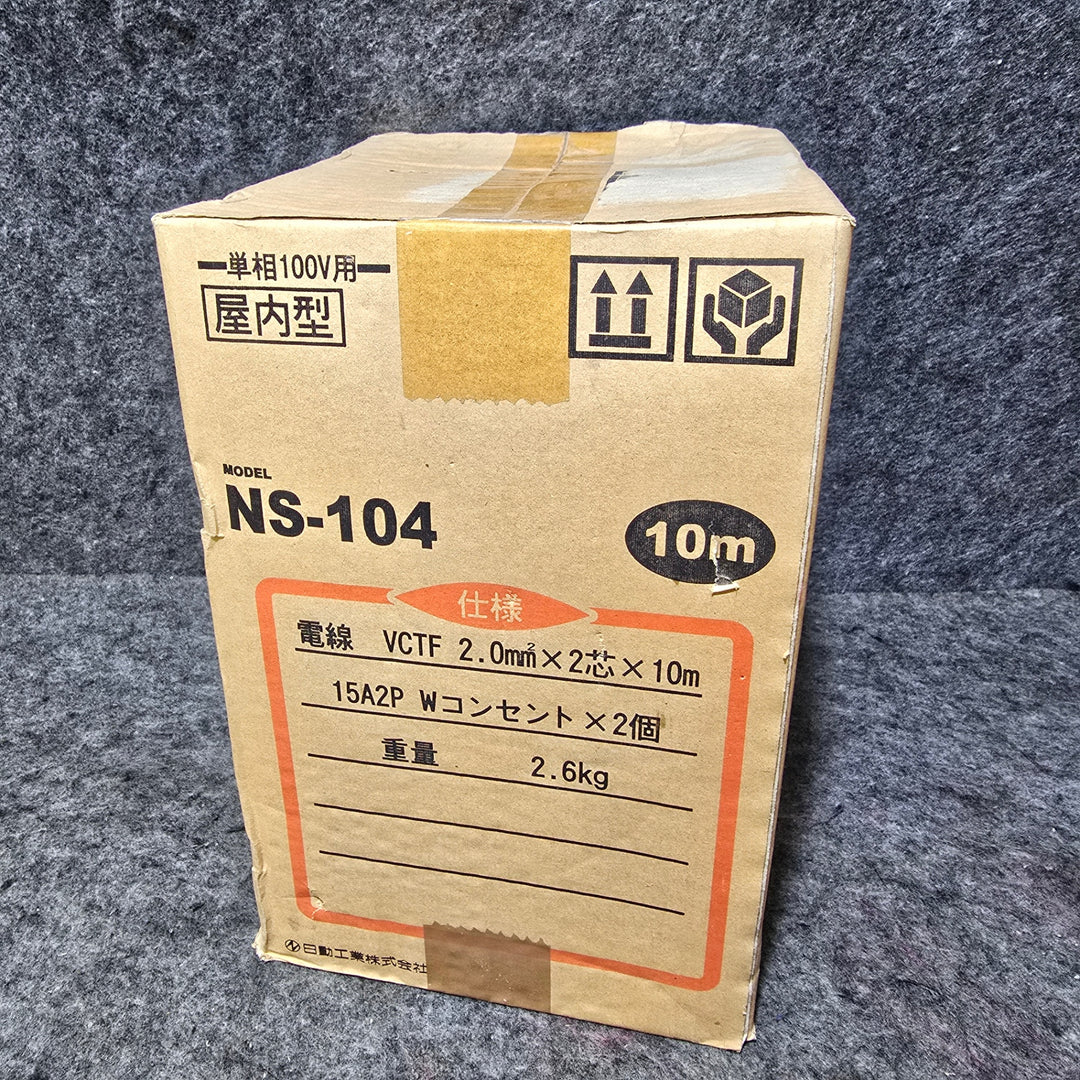 単相100V用
屋内型
MODEL
NS-104
10m
仕様
電線 VCTF 2.0mm²×2芯×10m
15A2P Wコンセント×2個
重量 2.6kg
日動工業株式会社